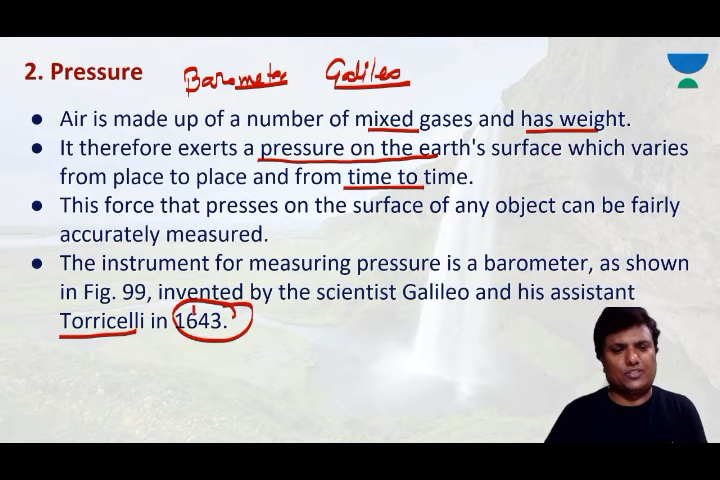 2. Pressure Barometer Galileo
● Air is made up of a number of mixed gases and has weight.
● It therefore exerts a pressure on the earth's surface which varies
from place to place and from time to time.
● This force that presses on the surface of any object can be fairly
accurately measured.
● The instrument for measuring pressure is a barometer, as shown
in Fig. 99, invented by the scientist Galileo and his assistant
Torricelli in 1643.